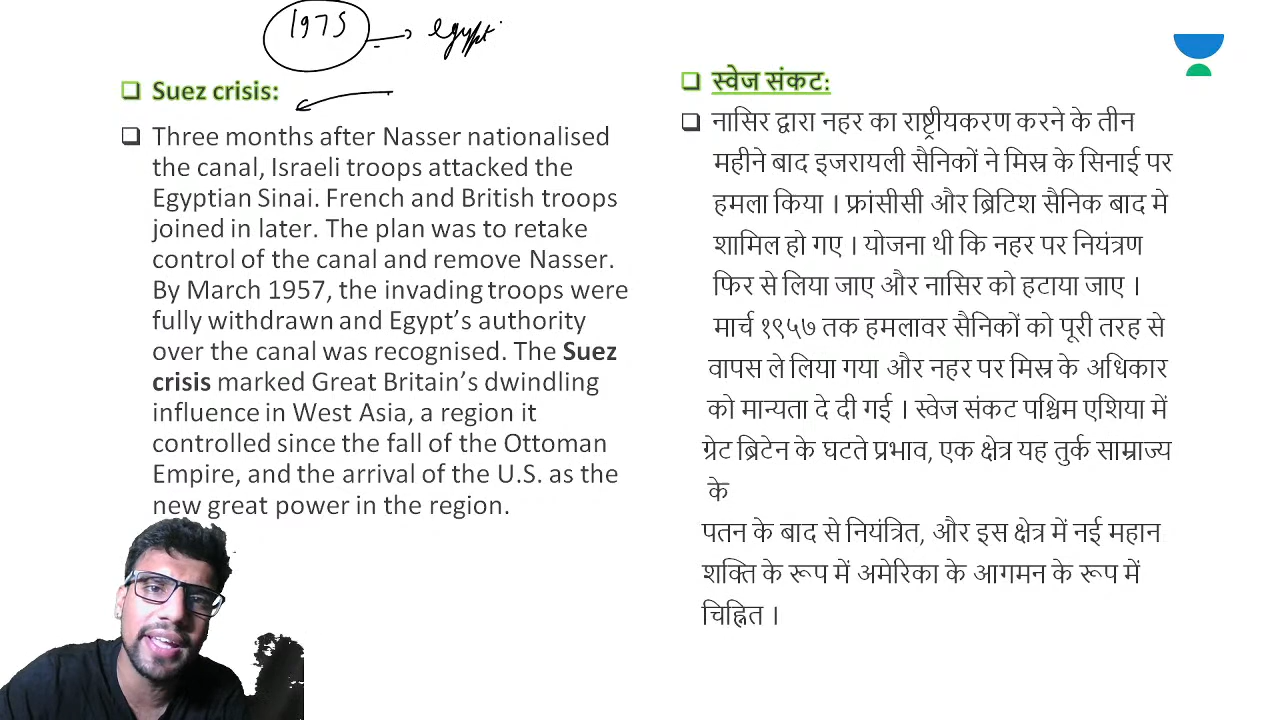 1975 → egypt
❑ Suez crisis:
❑ Three months after Nasser nationalised
the canal, Israeli troops attacked the
Egyptian Sinai. French and British troops
joined in later. The plan was to retake
control of the canal and remove Nasser.
By March 1957, the invading troops were
fully withdrawn and Egypt's authority
over the canal was recognised. The Suez
crisis marked Great Britain's dwindling
influence in West Asia, a region it
controlled since the fall of the Ottoman
Empire, and the arrival of the U.S. as the
new great power in the region.
❑ स्वेज संकट:
❑ नासिर द्वारा नहर का राष्ट्रीयकरण करने के तीन
महीने बाद इजरायली सैनिकों ने मिस्र के सिनाई पर
हमला किया । फ्रांसीसी और ब्रिटिश सैनिक बाद मे
शामिल हो गए । योजना थी कि नहर पर नियंत्रण
फिर से लिया जाए और नासिर को हटाया जाए ।
मार्च १९५७ तक हमलावर सैनिकों को पूरी तरह से
वापस ले लिया गया और नहर पर मिस्र के अधिकार
को मान्यता दे दी गई । स्वेज संकट पश्चिम एशिया में
ग्रेट ब्रिटेन के घटते प्रभाव, एक क्षेत्र यह तुर्क साम्राज्य
के
पतन के बाद से नियंत्रित, और इस क्षेत्र में नई महान
शक्ति के रूप में अमेरिका के आगमन के रूप में
चिह्नित ।